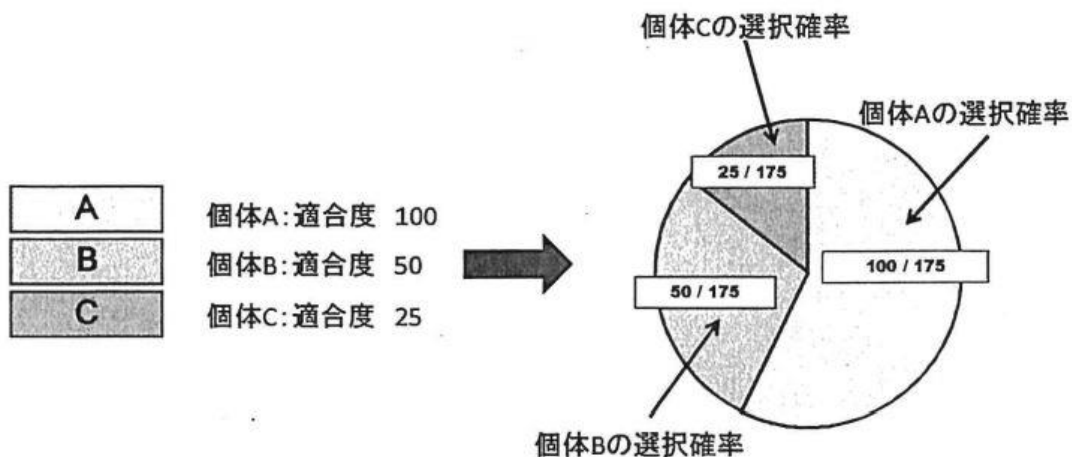 個体Cの選択確率
個体Aの選択確率
25 / 175
A
個体A:適合度 100
B
個体B:適合度 50
100 / 175
50 / 175
C
個体C:適合度 25
個体Bの選択確率